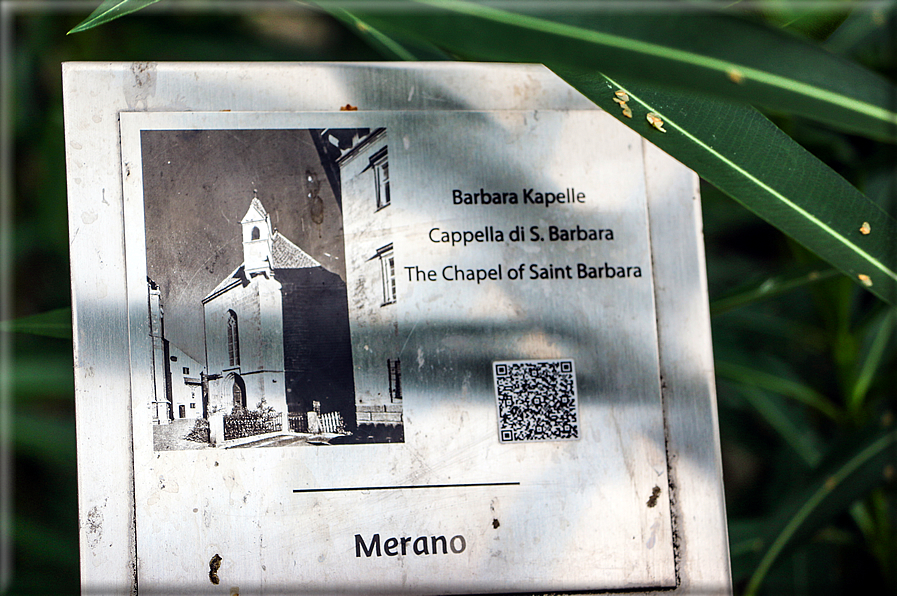 Barbara Kapelle
Cappella di S. Barbara
The Chapel of Saint Barbara
Merano